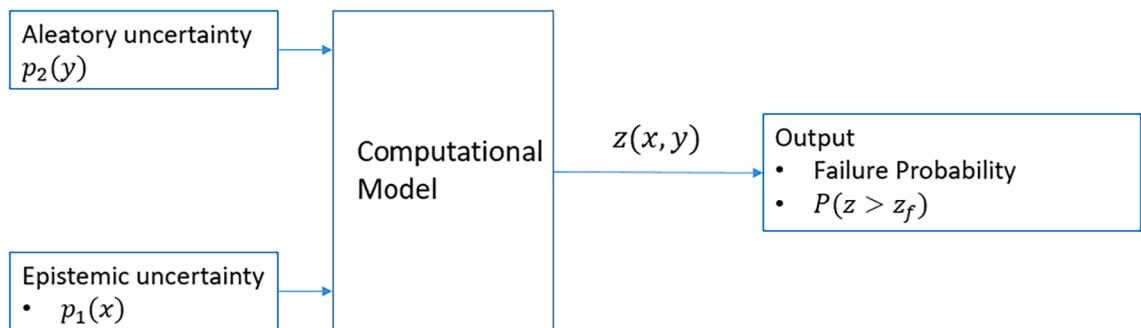 Aleatory uncertainty
p₂(y)
Computational
Model
z(x, y)
Output
• Failure Probability
• P(z > z_f)
Epistemic uncertainty
• p₁(x)